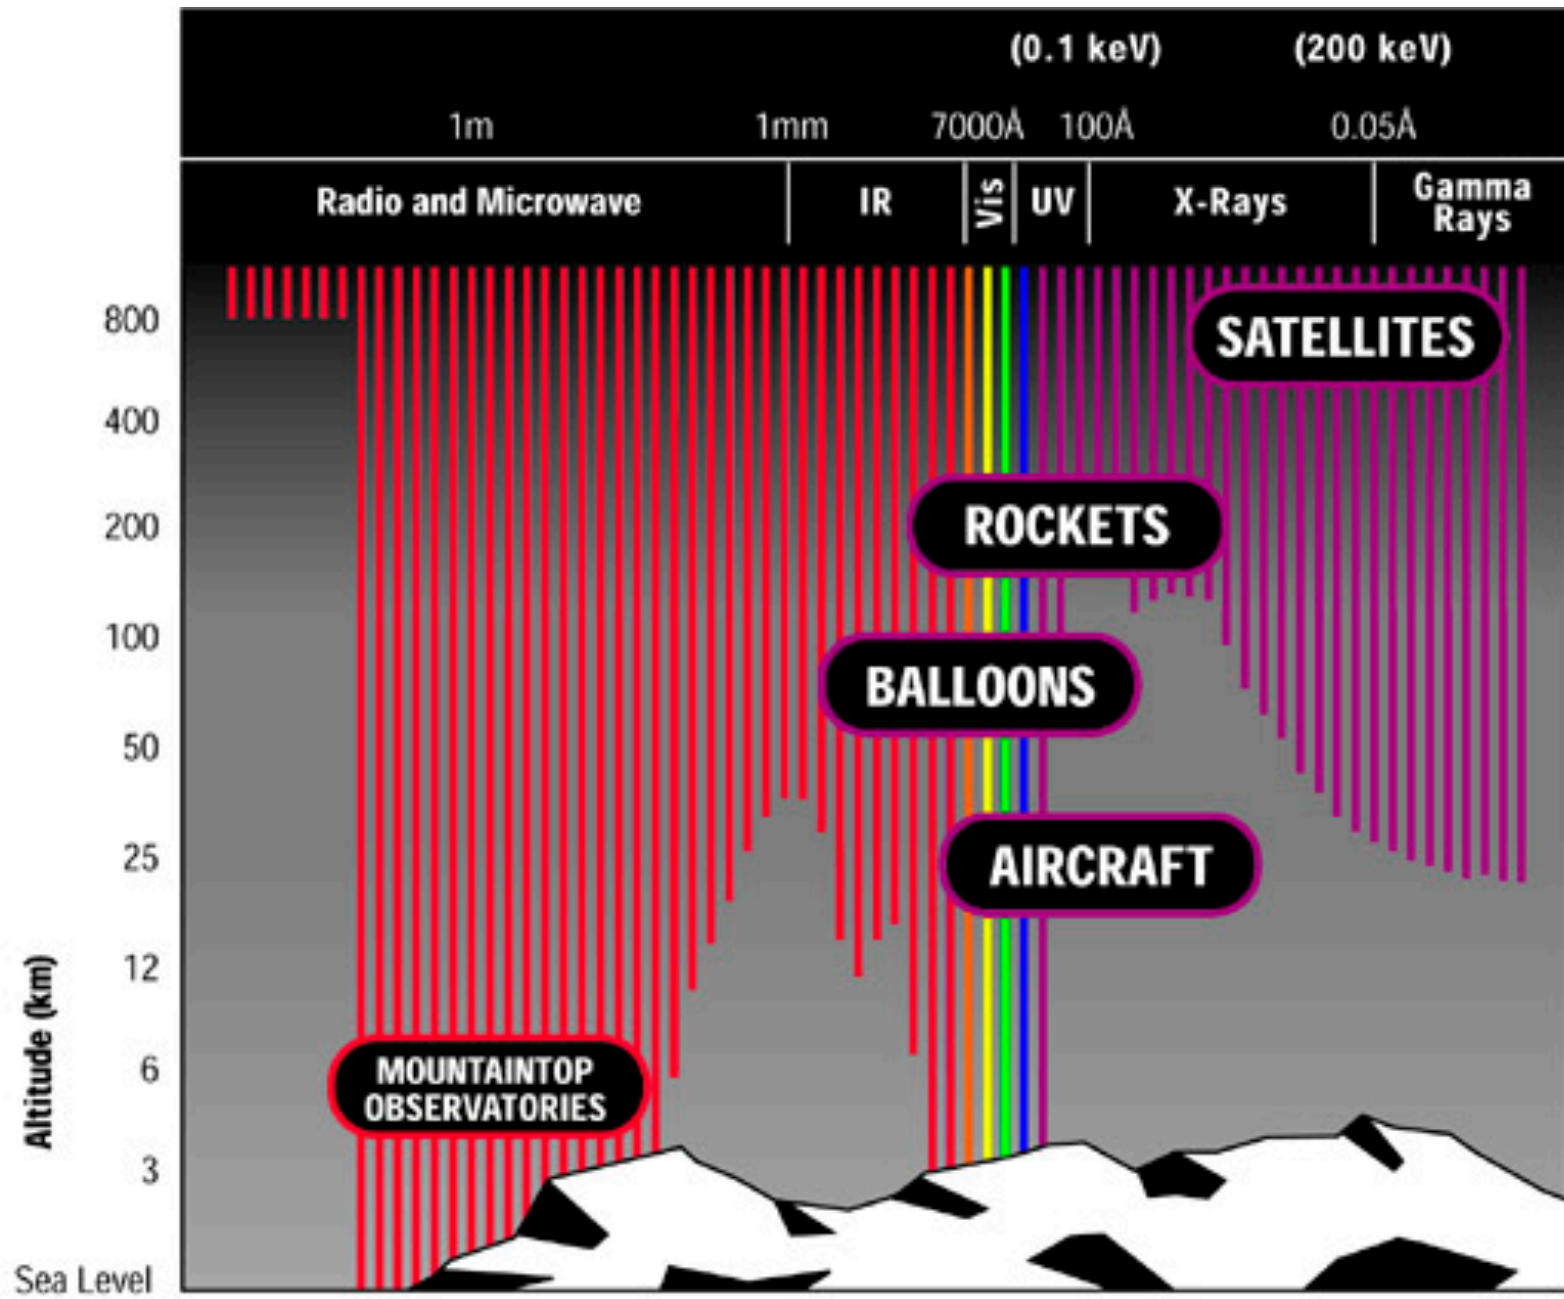 (0.1 keV) (200 keV)
1m 1mm 7000Å 100Å 0.05Å
Radio and Microwave IR Vis UV X-Rays Gamma
Rays
800
SATELLITES
400
200
ROCKETS
100
BALLOONS
50
25
AIRCRAFT
12
Altitude (km)
6
MOUNTAINTOP
OBSERVATORIES
3
Sea Level